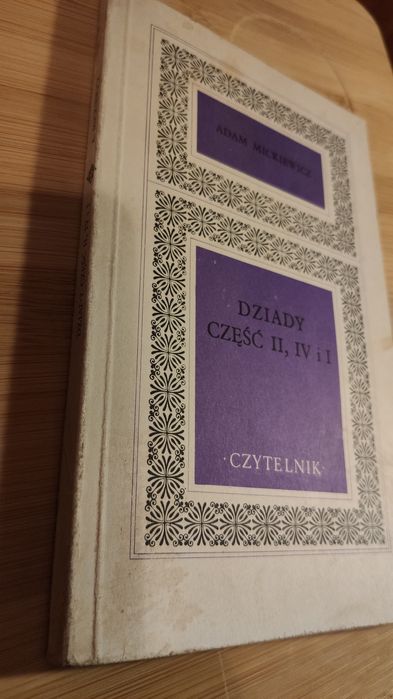 ADAM MICKIEWICZ
DZIADY
CZĘŚĆ II, IV i I
· CZYTELNIK ·